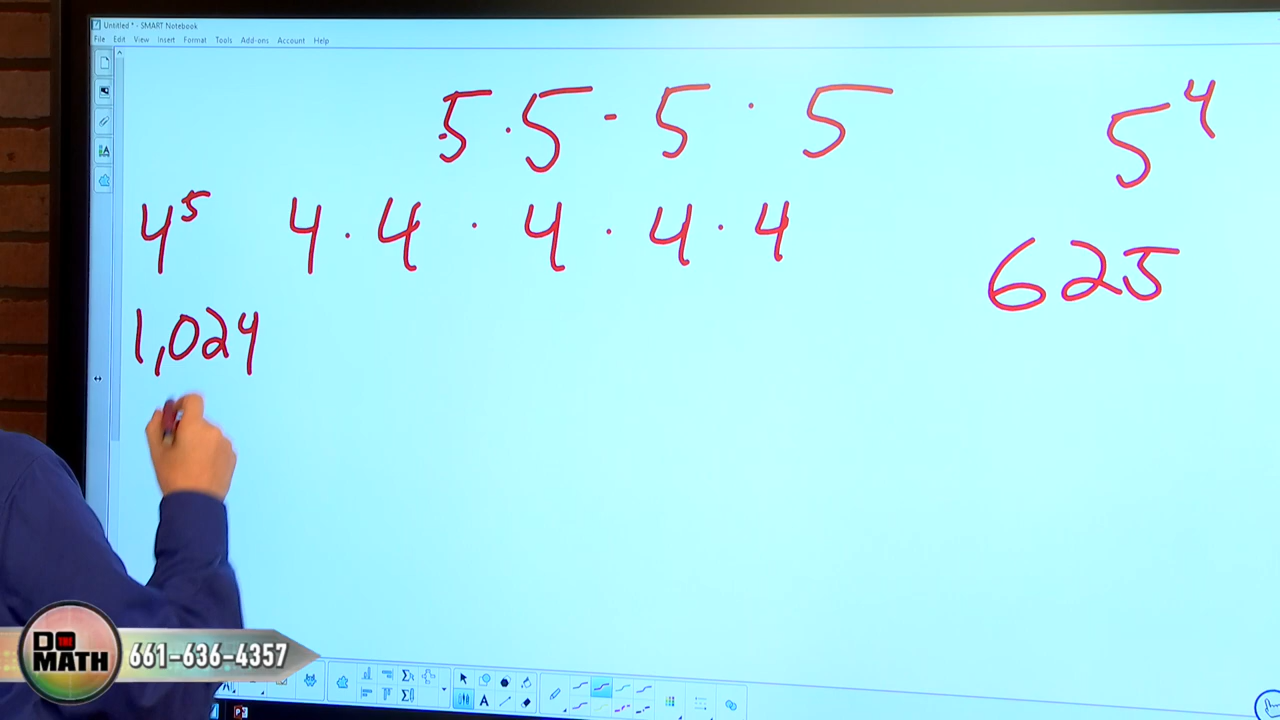 Untitled * - SMART Notebook
File Edit View Insert Format Tools Add-ons Account Help
5 · 5 - 5 · 5
5⁴
4⁵ 4 · 4 · 4 · 4 · 4
625
1,024
DO THE MATH
661-636-4357